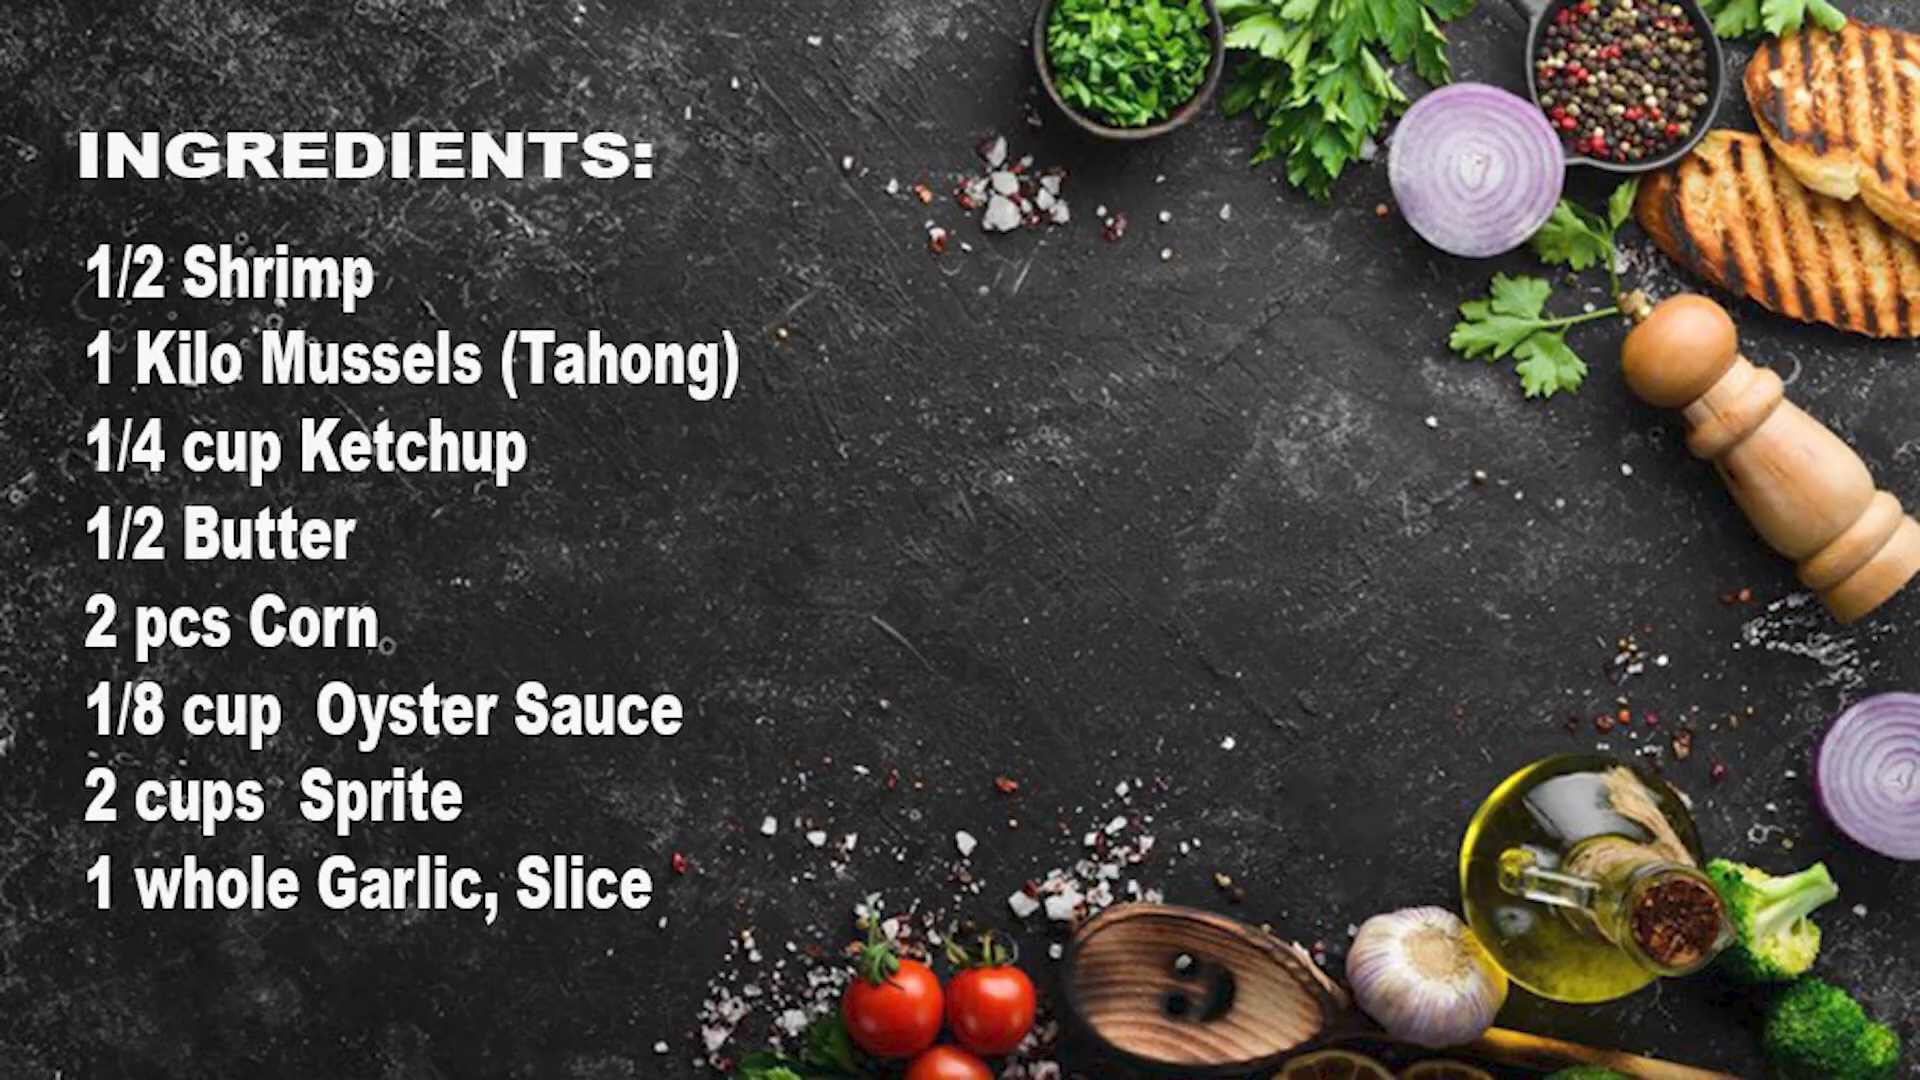 INGREDIENTS:
1/2 Shrimp
1 Kilo Mussels (Tahong)
1/4 cup Ketchup
1/2 Butter
2 pcs Corn
1/8 cup  Oyster Sauce
2 cups  Sprite
1 whole Garlic, Slice